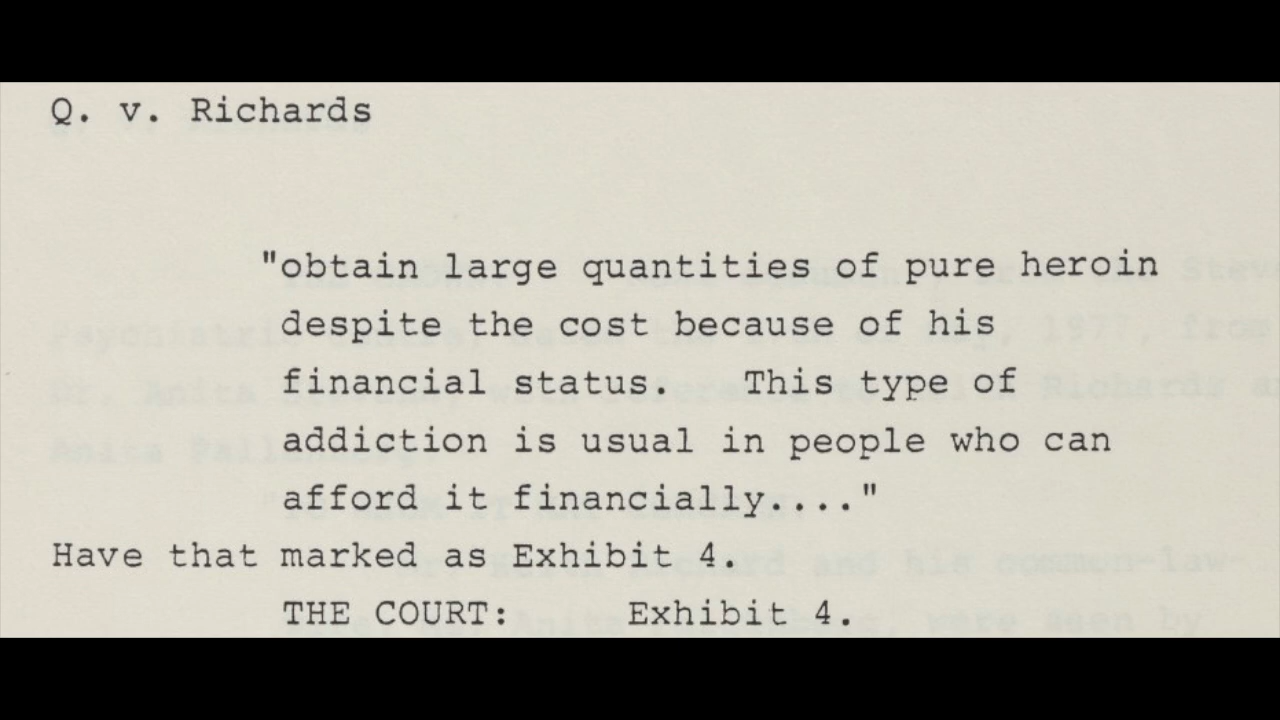 Q. v. Richards
"obtain large quantities of pure heroin
despite the cost because of his
financial status. This type of
addiction is usual in people who can
afford it financially...."
Have that marked as Exhibit 4.
THE COURT: Exhibit 4.